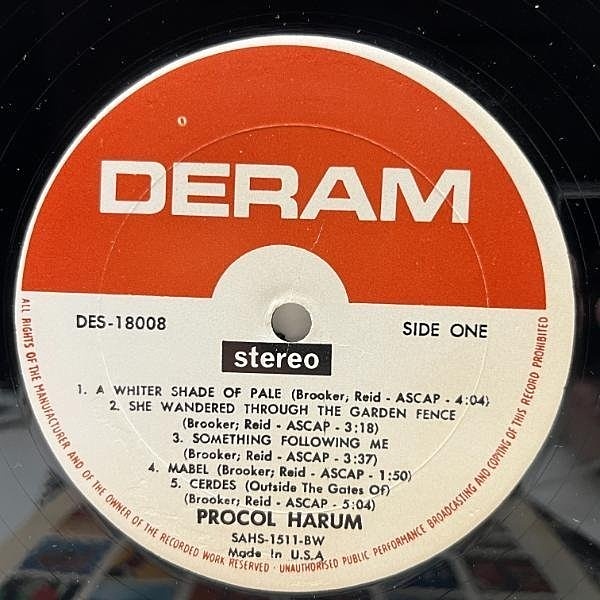 DERAM
DES-18008
SIDE ONE
stereo
1. A WHITER SHADE OF PALE (Brooker; Reid - ASCAP - 4:04)
2. SHE WANDERED THROUGH THE GARDEN FENCE
(Brooker; Reid - ASCAP - 3:18)
3. SOMETHING FOLLOWING ME
(Brooker; Reid - ASCAP - 3:37)
4. MABEL (Brooker; Reid - ASCAP - 1:50)
5. CERDES (Outside The Gates Of)
(Brooker; Reid - ASCAP - 5:04)
PROCOL HARUM
SAHS-1511-BW
Made In U.S.A
ALL RIGHTS OF THE MANUFACTURER AND OF THE OWNER OF THE RECORDED WORK RESERVED · UNAUTHORISED PUBLIC PERFORMANCE BROADCASTING AND COPYING OF THIS RECORD PROHIBITED